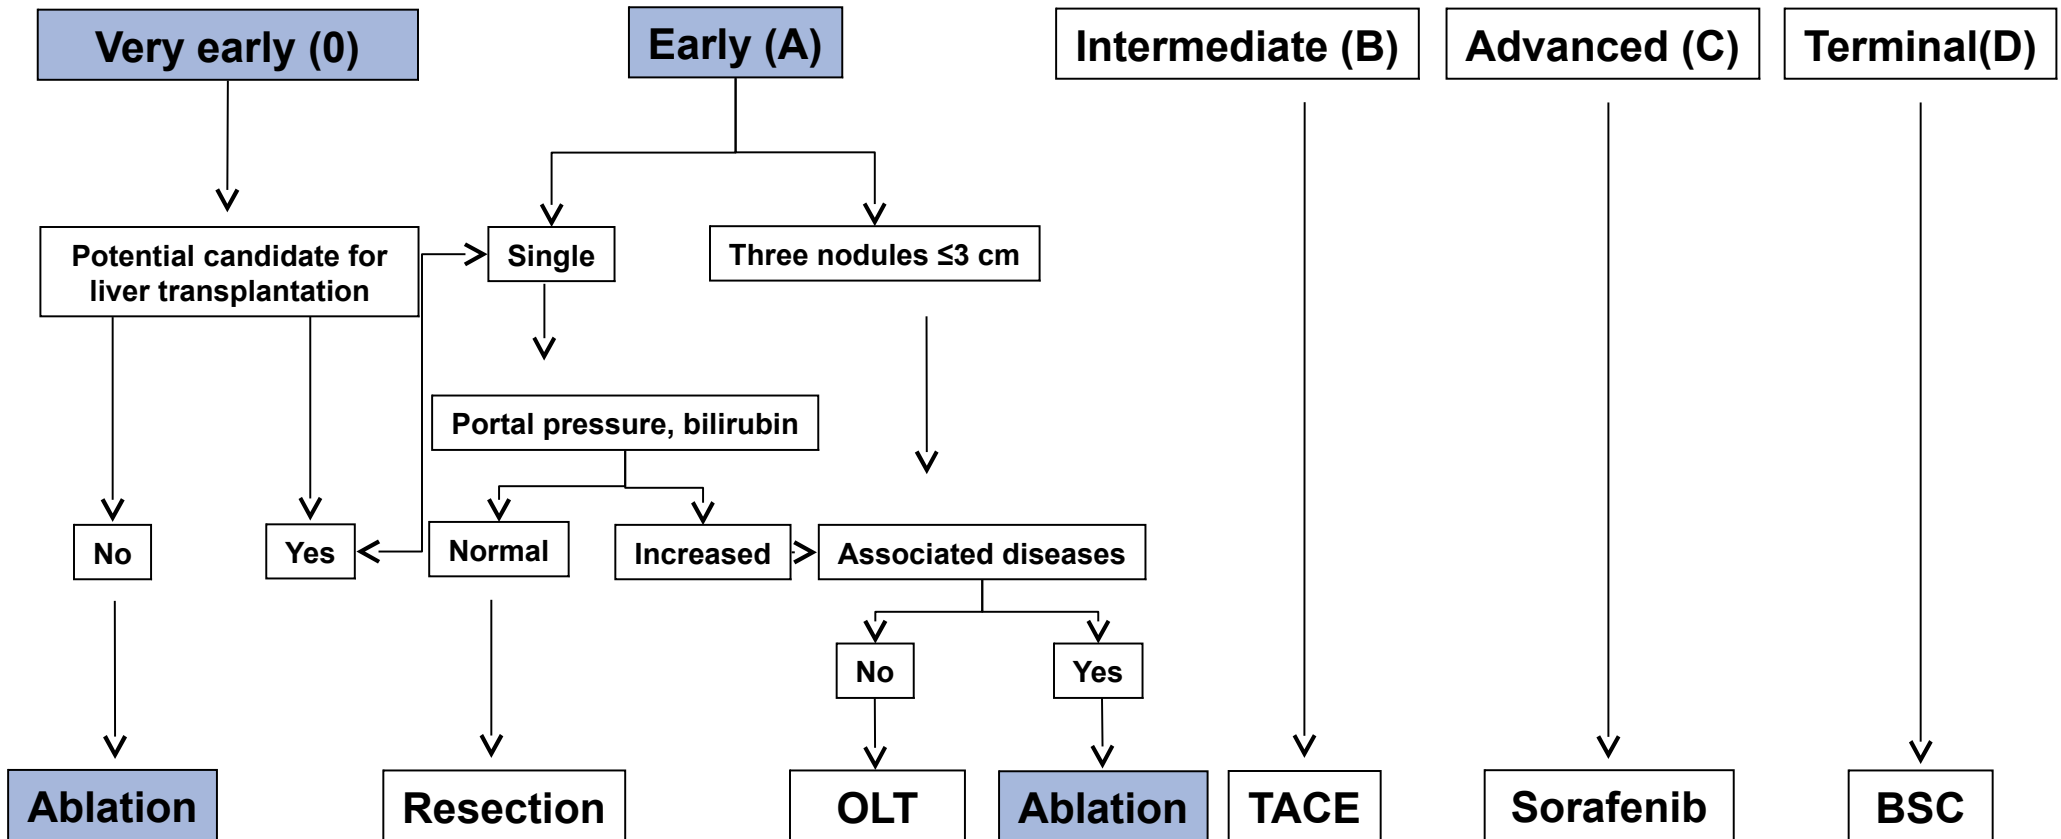 Very early (0)
Early (A)
Intermediate (B)
Advanced (C)
Terminal(D)
Potential candidate for
liver transplantation
Single
Three nodules ≤3 cm
Portal pressure, bilirubin
No
Yes
Normal
Increased
Associated diseases
No
Yes
Ablation
Resection
OLT
Ablation
TACE
Sorafenib
BSC